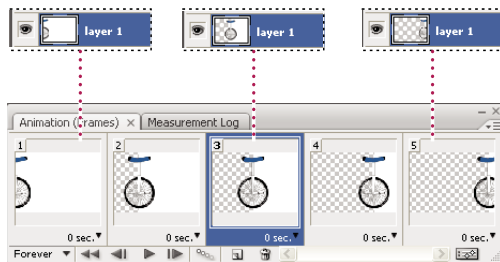 layer 1 layer 1 layer 1
Animation (Frames) × Measurement Log
1 2 3 4 5
0 sec. 0 sec. 0 sec. 0 sec. 0 sec.
Forever